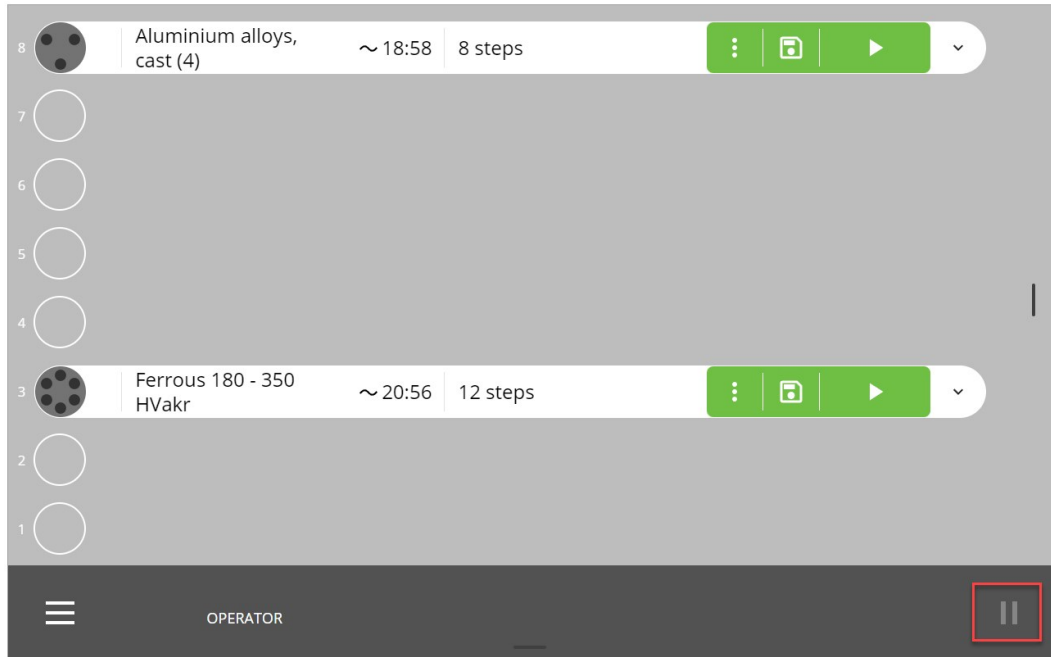 8 Aluminium alloys, cast (4) ~ 18:58 8 steps
7
6
5
4
3 Ferrous 180 - 350 HVakr ~ 20:56 12 steps
2
1
OPERATOR